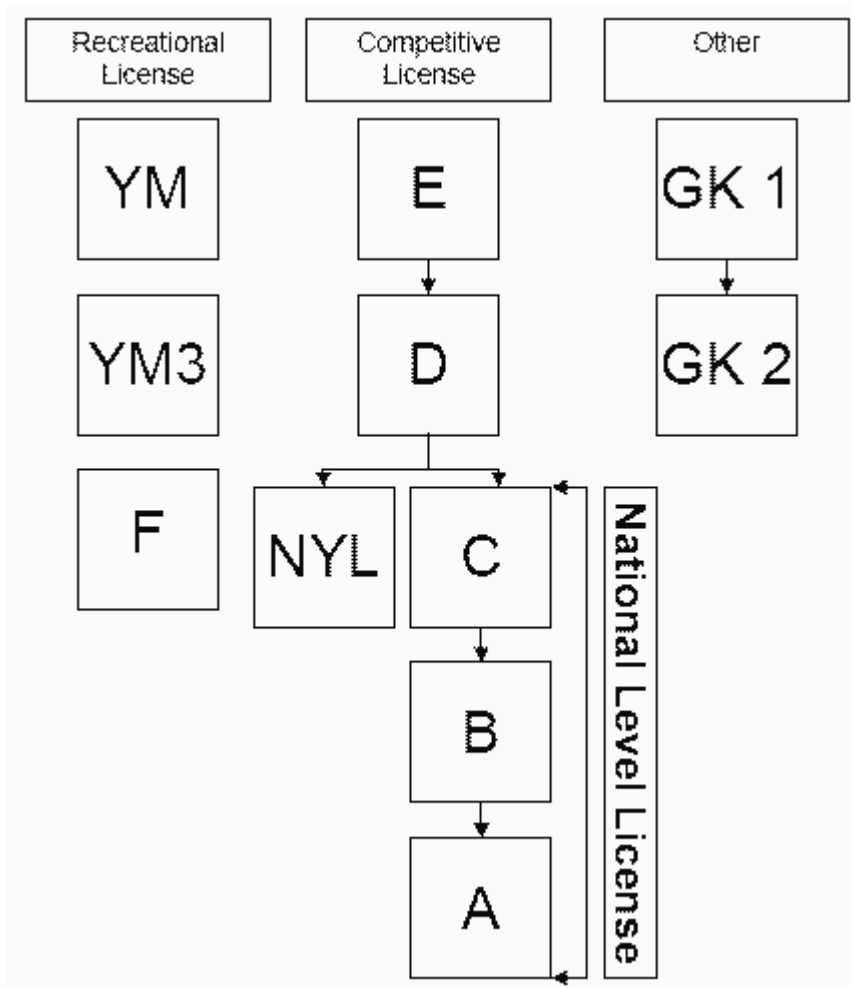 Recreational
License
Competitive
License
Other
YM
E
GK 1
YM3
D
GK 2
F
NYL
C
B
A
National Level License